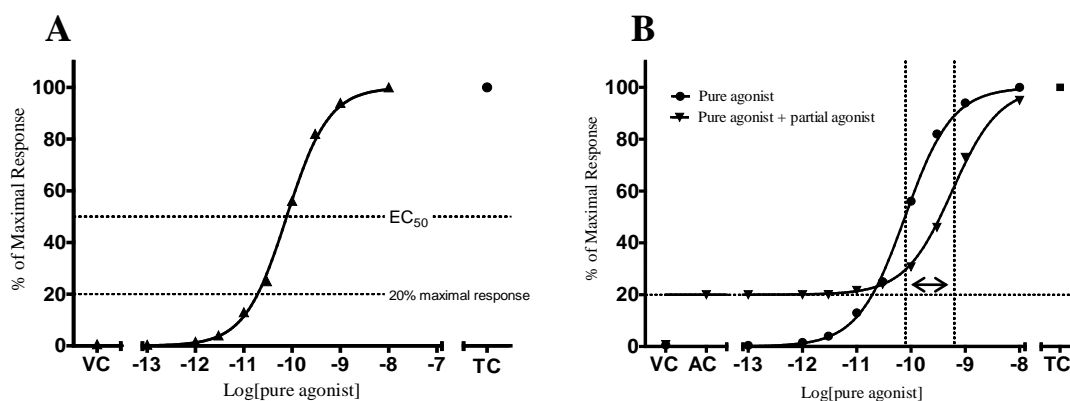 A
% of Maximal Response
100
80
60
40
20
0
EC50
20% maximal response
VC
-13 -12 -11 -10 -9 -8 -7
TC
Log[pure agonist]
B
% of Maximal Response
100
80
60
40
20
0
Pure agonist
Pure agonist + partial agonist
VC AC
-13 -12 -11 -10 -9 -8
TC
Log[pure agonist]